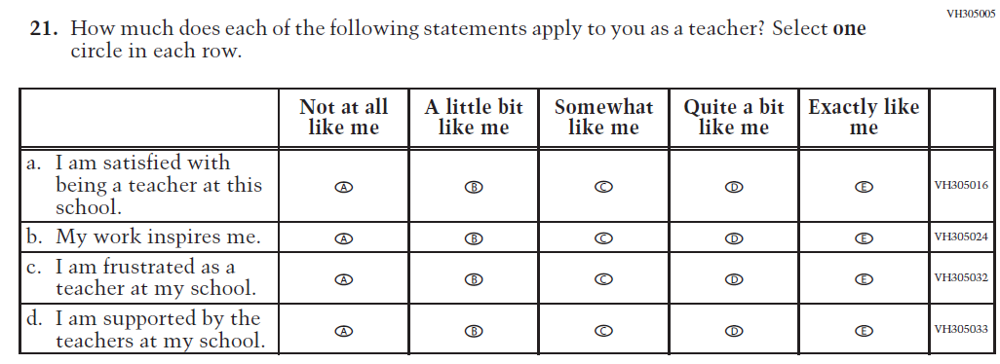 VH305005
21. How much does each of the following statements apply to you as a teacher? Select one
circle in each row.
Not at all like me A little bit like me Somewhat like me Quite a bit like me Exactly like me
a. I am satisfied with
being a teacher at this
school.
A B C D E VH305016
b. My work inspires me. A B C D E VH305024
c. I am frustrated as a
teacher at my school.
A B C D E VH305032
d. I am supported by the
teachers at my school.
A B C D E VH305033